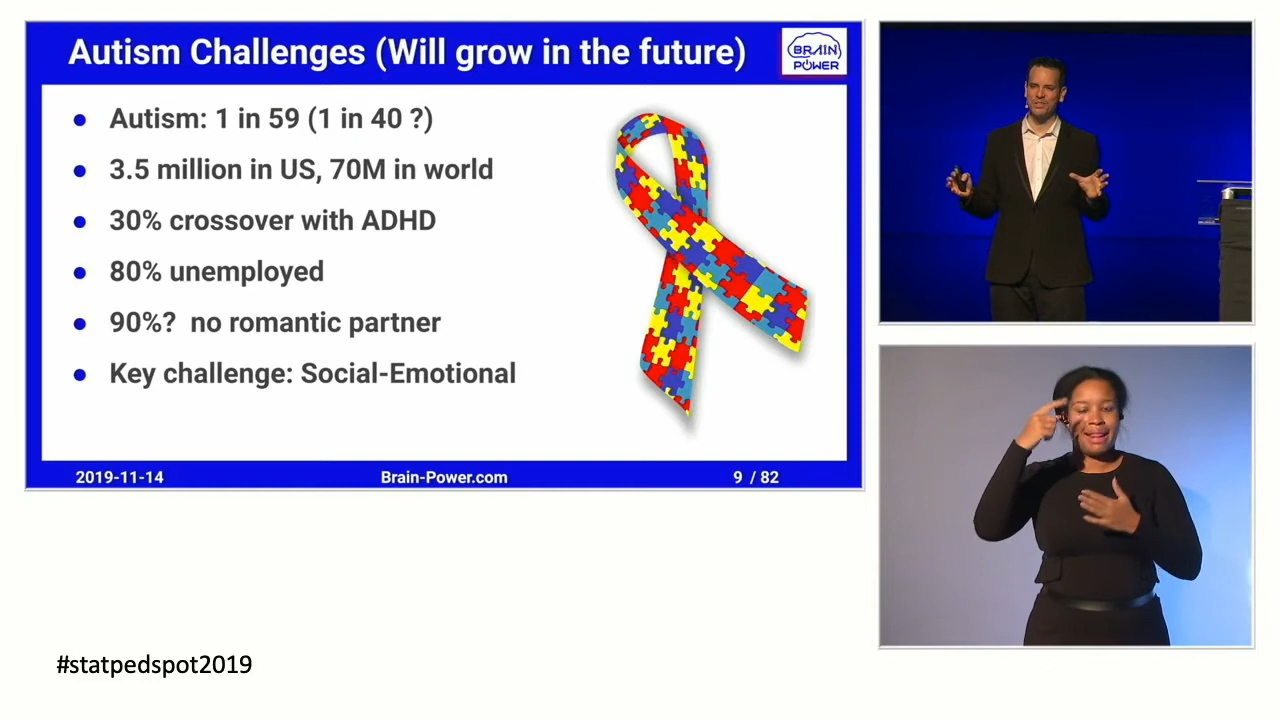 Autism Challenges (Will grow in the future)
BRAIN
POWER
● Autism: 1 in 59 (1 in 40 ?)
● 3.5 million in US, 70M in world
● 30% crossover with ADHD
● 80% unemployed
● 90%?  no romantic partner
● Key challenge: Social-Emotional
2019-11-14 Brain-Power.com 9 / 82
#statpedspot2019